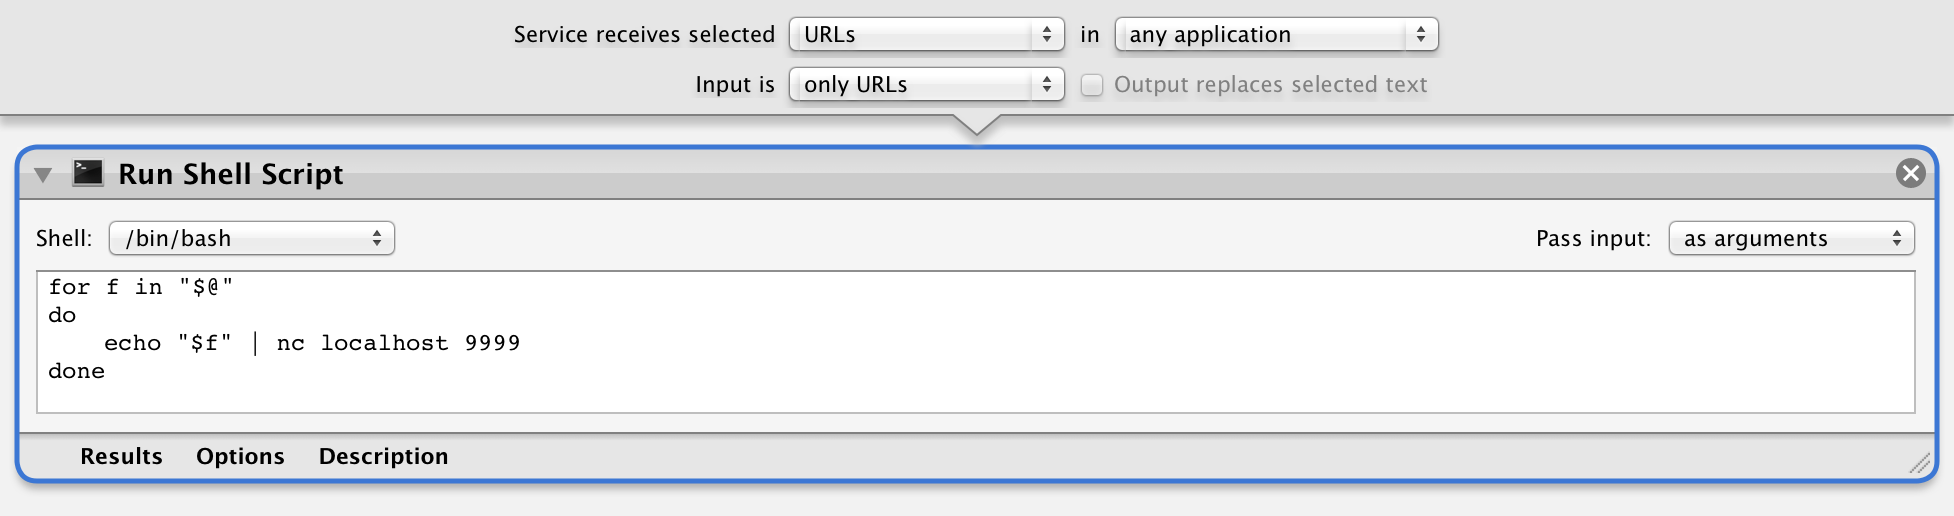 Service receives selected URLs in any application
Input is only URLs Output replaces selected text
Run Shell Script
Shell: /bin/bash Pass input: as arguments
for f in "$@"
do
    echo "$f" | nc localhost 9999
done
Results Options Description